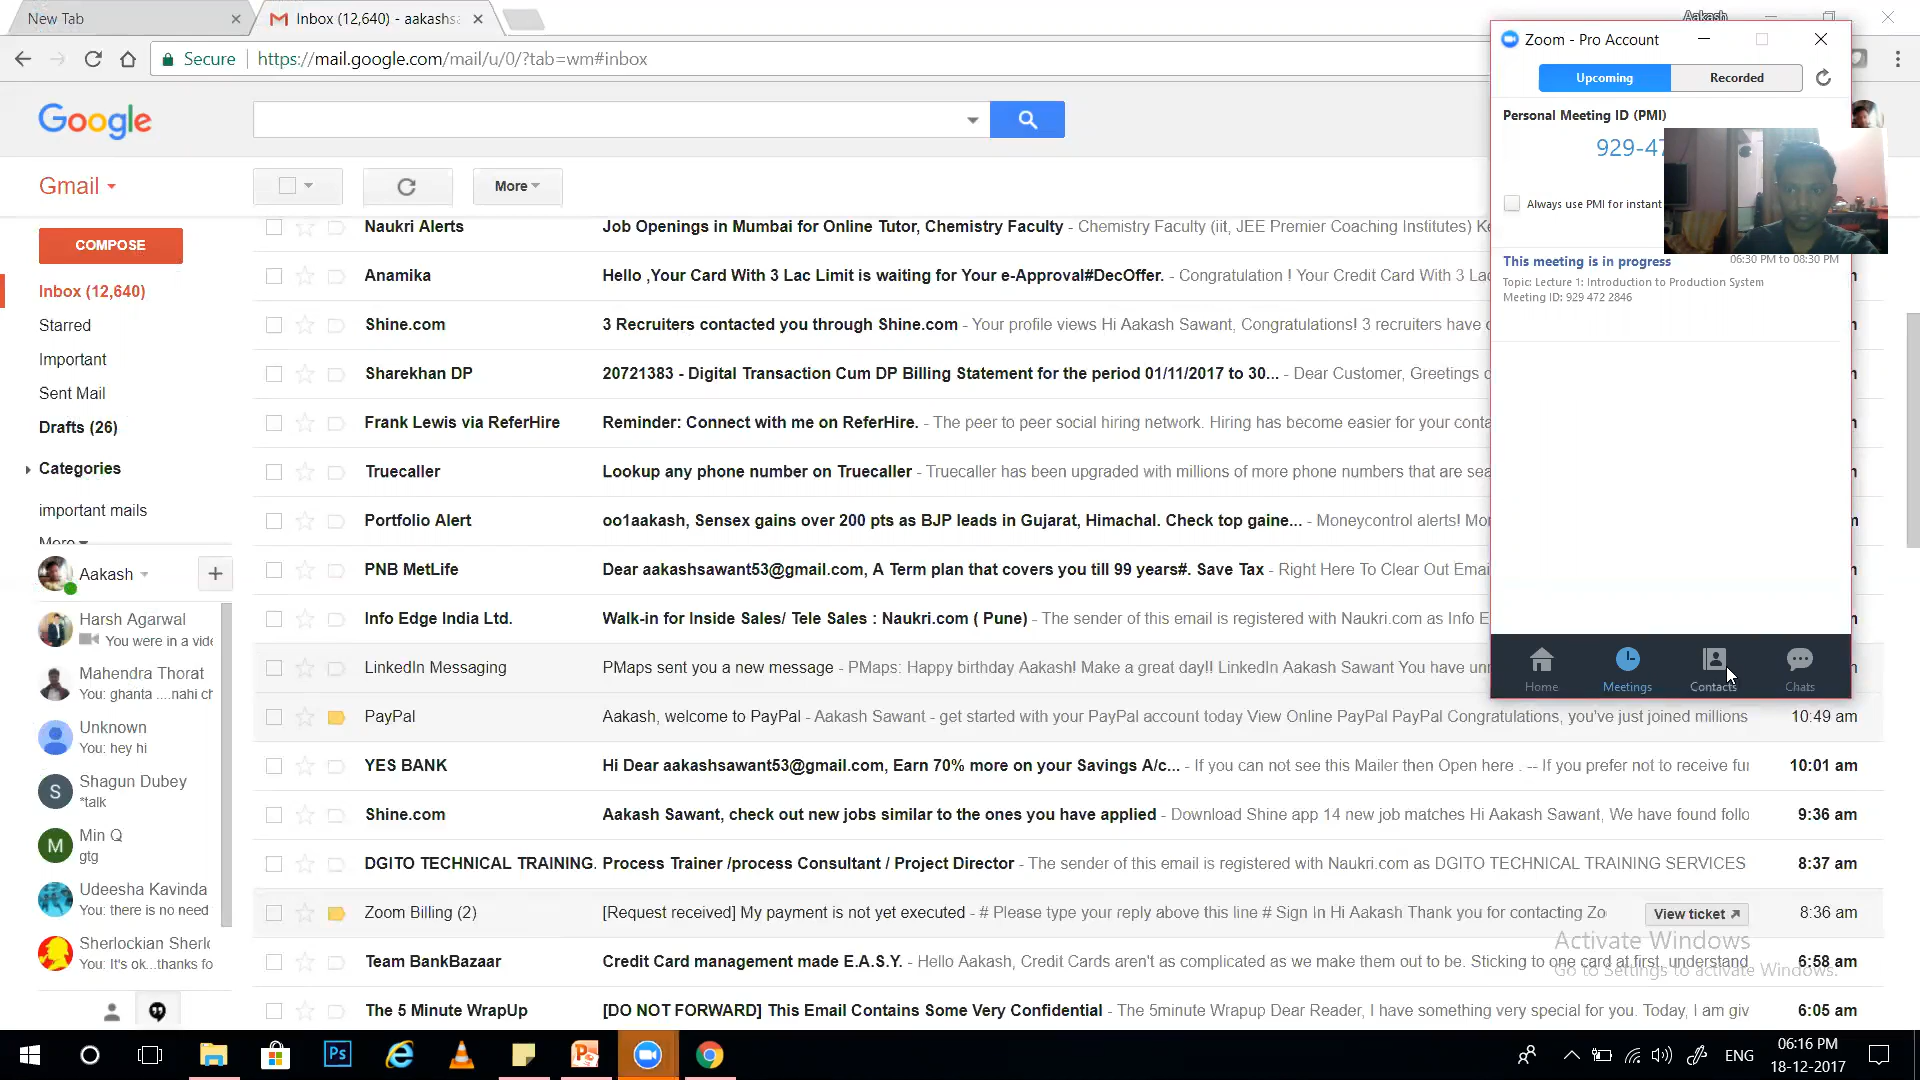 New Tab
Inbox (12,640) - aakashsa
Aakash
Secure
https://mail.google.com/mail/u/0/?tab=wm#inbox
Google
Gmail
More
COMPOSE
Inbox (12,640)
Starred
Important
Sent Mail
Drafts (26)
Categories
important mails
More
Aakash
Harsh Agarwal
You were in a vide
Mahendra Thorat
You: ghanta ....nahi ch
Unknown
You: hey hi
Shagun Dubey
*talk
Min Q
gtg
Udeesha Kavinda
You: there is no need
Sherlockian Sherlo
You: It's ok...thanks fo
Naukri Alerts Job Openings in Mumbai for Online Tutor, Chemistry Faculty - Chemistry Faculty (iit, JEE Premier Coaching Institutes) Ke
Anamika Hello ,Your Card With 3 Lac Limit is waiting for Your e-Approval#DecOffer. - Congratulation ! Your Credit Card With 3 Lac
Shine.com 3 Recruiters contacted you through Shine.com - Your profile views Hi Aakash Sawant, Congratulations! 3 recruiters have
Sharekhan DP 20721383 - Digital Transaction Cum DP Billing Statement for the period 01/11/2017 to 30... - Dear Customer, Greetings
Frank Lewis via ReferHire Reminder: Connect with me on ReferHire. - The peer to peer social hiring network. Hiring has become easier for your conta
Truecaller Lookup any phone number on Truecaller - Truecaller has been upgraded with millions of more phone numbers that are sea
Portfolio Alert oo1aakash, Sensex gains over 200 pts as BJP leads in Gujarat, Himachal. Check top gaine... - Moneycontrol alerts! Mo
PNB MetLife Dear aakashsawant53@gmail.com, A Term plan that covers you till 99 years#. Save Tax - Right Here To Clear Out Emai
Info Edge India Ltd. Walk-in for Inside Sales/ Tele Sales : Naukri.com ( Pune) - The sender of this email is registered with Naukri.com as Info E
LinkedIn Messaging PMaps sent you a new message - PMaps: Happy birthday Aakash! Make a great day!! LinkedIn Aakash Sawant You have unr
PayPal Aakash, welcome to PayPal - Aakash Sawant - get started with your PayPal account today View Online PayPal PayPal Congratulations, you've just joined millions 10:49 am
YES BANK Hi Dear aakashsawant53@gmail.com, Earn 70% more on your Savings A/c... - If you can not see this Mailer then Open here . -- If you prefer not to receive fur 10:01 am
Shine.com Aakash Sawant, check out new jobs similar to the ones you have applied - Download Shine app 14 new job matches Hi Aakash Sawant, We have found follo 9:36 am
DGITO TECHNICAL TRAINING. Process Trainer /process Consultant / Project Director - The sender of this email is registered with Naukri.com as DGITO TECHNICAL TRAINING SERVICES 8:37 am
Zoom Billing (2) [Request received] My payment is not yet executed - # Please type your reply above this line # Sign In Hi Aakash Thank you for contacting Zo View ticket 8:36 am
Team BankBazaar Credit Card management made E.A.S.Y. - Hello Aakash, Credit Cards aren't as complicated as we make them out to be. Sticking to one card at first, understand 6:58 am
The 5 Minute WrapUp [DO NOT FORWARD] This Email Contains Some Very Confidential - The 5minute Wrapup Dear Reader, I have something very special for you. Today, I am giv 6:05 am
Zoom - Pro Account
Upcoming Recorded
Personal Meeting ID (PMI)
929-47
Always use PMI for instant
This meeting is in progress 06:30 PM to 08:30 PM
Topic: Lecture 1: Introduction to Production System
Meeting ID: 929 472 2846
Home Meetings Contacts Chats
Activate Windows
Go to Settings to activate Windows.
ENG
06:16 PM
18-12-2017